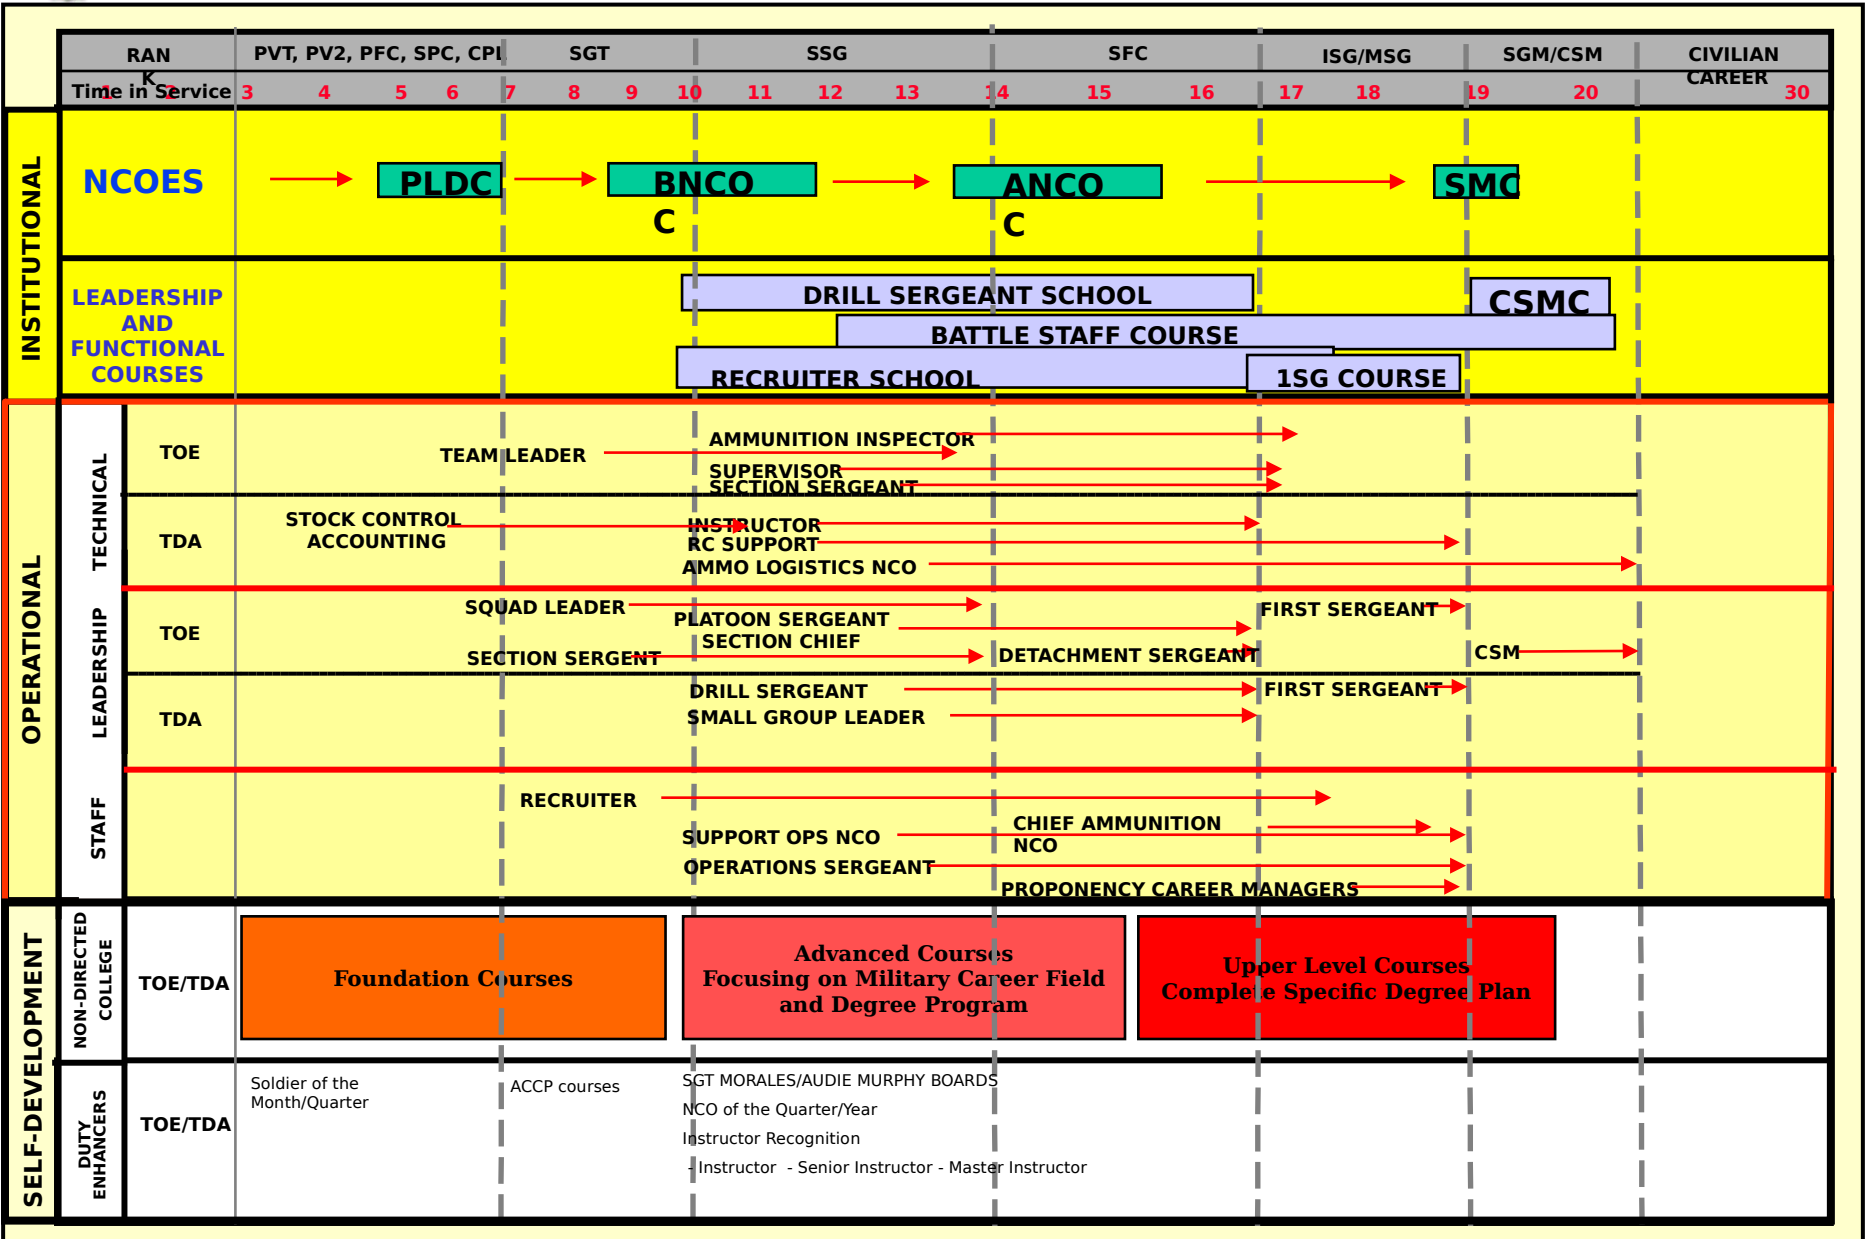 RAN
K
PVT, PV2, PFC, SPC, CPL
SGT
SSG
SFC
ISG/MSG
SGM/CSM
CIVILIAN
CAREER
Time in Service
1 2 3 4 5 6 7 8 9 10 11 12 13 14 15 16 17 18 19 20 30
INSTITUTIONAL
NCOES
PLDC
BNCO
C
ANCO
C
SMC
LEADERSHIP
AND
FUNCTIONAL
COURSES
DRILL SERGEANT SCHOOL
CSMC
BATTLE STAFF COURSE
RECRUITER SCHOOL
1SG COURSE
OPERATIONAL
TECHNICAL
TOE
AMMUNITION INSPECTOR
TEAM LEADER
SUPERVISOR
SECTION SERGEANT
TDA
STOCK CONTROL
ACCOUNTING
INSTRUCTOR
RC SUPPORT
AMMO LOGISTICS NCO
LEADERSHIP
TOE
SQUAD LEADER
PLATOON SERGEANT
SECTION CHIEF
FIRST SERGEANT
SECTION SERGENT
DETACHMENT SERGEANT
CSM
TDA
DRILL SERGEANT
FIRST SERGEANT
SMALL GROUP LEADER
STAFF
RECRUITER
CHIEF AMMUNITION
NCO
SUPPORT OPS NCO
OPERATIONS SERGEANT
PROPONENCY CAREER MANAGERS
SELF-DEVELOPMENT
NON-DIRECTED
COLLEGE
TOE/TDA
Foundation Courses
Advanced Courses
Focusing on Military Career Field
and Degree Program
Upper Level Courses
Complete Specific Degree Plan
DUTY
ENHANCERS
TOE/TDA
Soldier of the
Month/Quarter
ACCP courses
SGT MORALES/AUDIE MURPHY BOARDS
NCO of the Quarter/Year
Instructor Recognition
- Instructor - Senior Instructor - Master Instructor